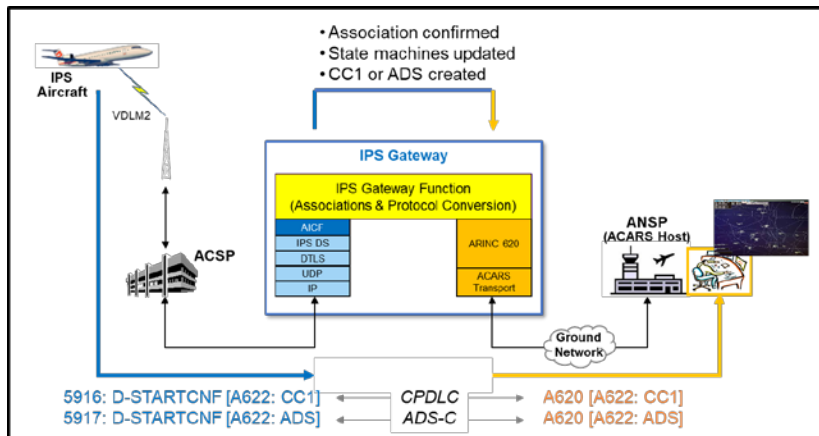 • Association confirmed
• State machines updated
• CC1 or ADS created
IPS
Aircraft
VDLM2
IPS Gateway
IPS Gateway Function
(Associations & Protocol Conversion)
AICF
IPS DS
DTLS
UDP
IP
ARINC 620
ACARS
Transport
ACSP
ANSP
(ACARS Host)
Ground
Network
5916: D-STARTCNF [A622: CC1]
CPDLC
A620 [A622: CC1]
5917: D-STARTCNF [A622: ADS]
ADS-C
A620 [A622: ADS]